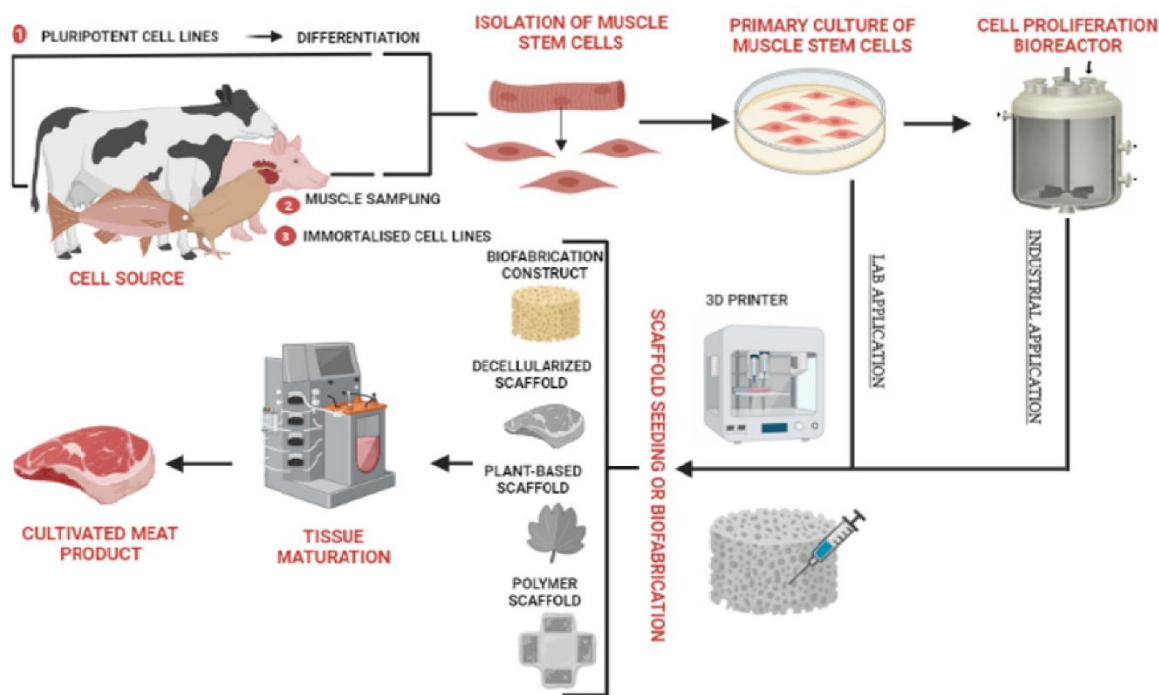 1 PLURIPOTENT CELL LINES
DIFFERENTIATION
2 MUSCLE SAMPLING
3 IMMORTALISED CELL LINES
CELL SOURCE
ISOLATION OF MUSCLE
STEM CELLS
PRIMARY CULTURE OF
MUSCLE STEM CELLS
CELL PROLIFERATION
BIOREACTOR
LAB APPLICATION
INDUSTRIAL APPLICATION
3D PRINTER
SCAFFOLD SEEDING OR BIOFABRICATION
BIOFABRICATION
CONSTRUCT
DECELLULARIZED
SCAFFOLD
PLANT-BASED
SCAFFOLD
POLYMER
SCAFFOLD
TISSUE
MATURATION
CULTIVATED MEAT
PRODUCT